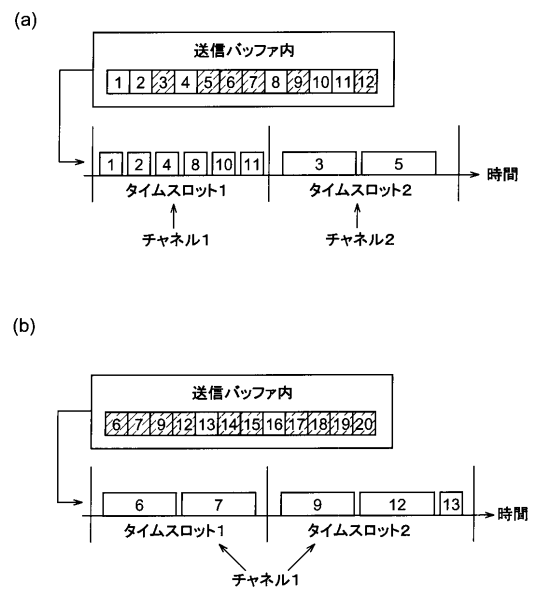 (a)
送信バッファ内
1 2 3 4 5 6 7 8 9 10 11 12
1 2 4 8 10 11 3 5
時間
タイムスロット1 タイムスロット2
チャネル1 チャネル2
(b)
送信バッファ内
6 7 9 12 13 14 15 16 17 18 19 20
6 7 9 12 13
時間
タイムスロット1 タイムスロット2
チャネル1